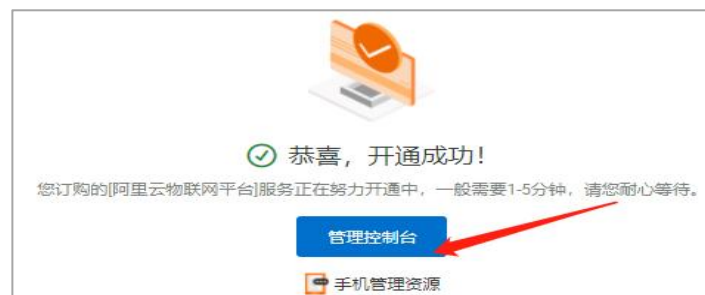 恭喜，开通成功!
您订购的[阿里云物联网平台]服务正在努力开通中，一般需要1-5分钟，请您耐心等待。
管理控制台
手机管理资源